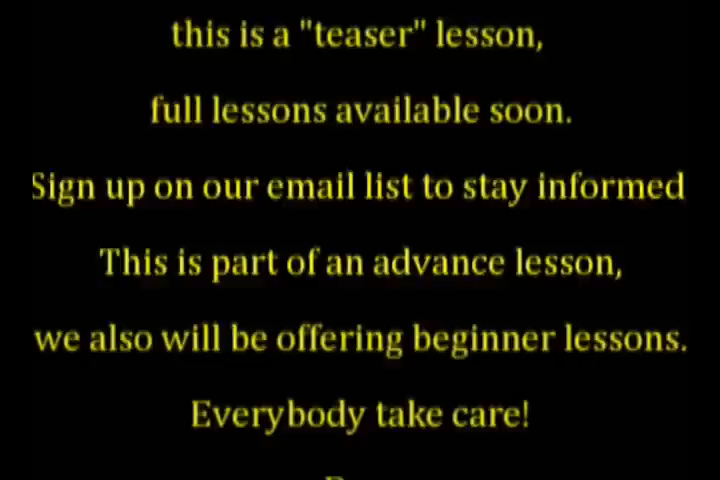 this is a "teaser" lesson,
full lessons available soon.
Sign up on our email list to stay informed
This is part of an advance lesson,
we also will be offering beginner lessons.
Everybody take care!